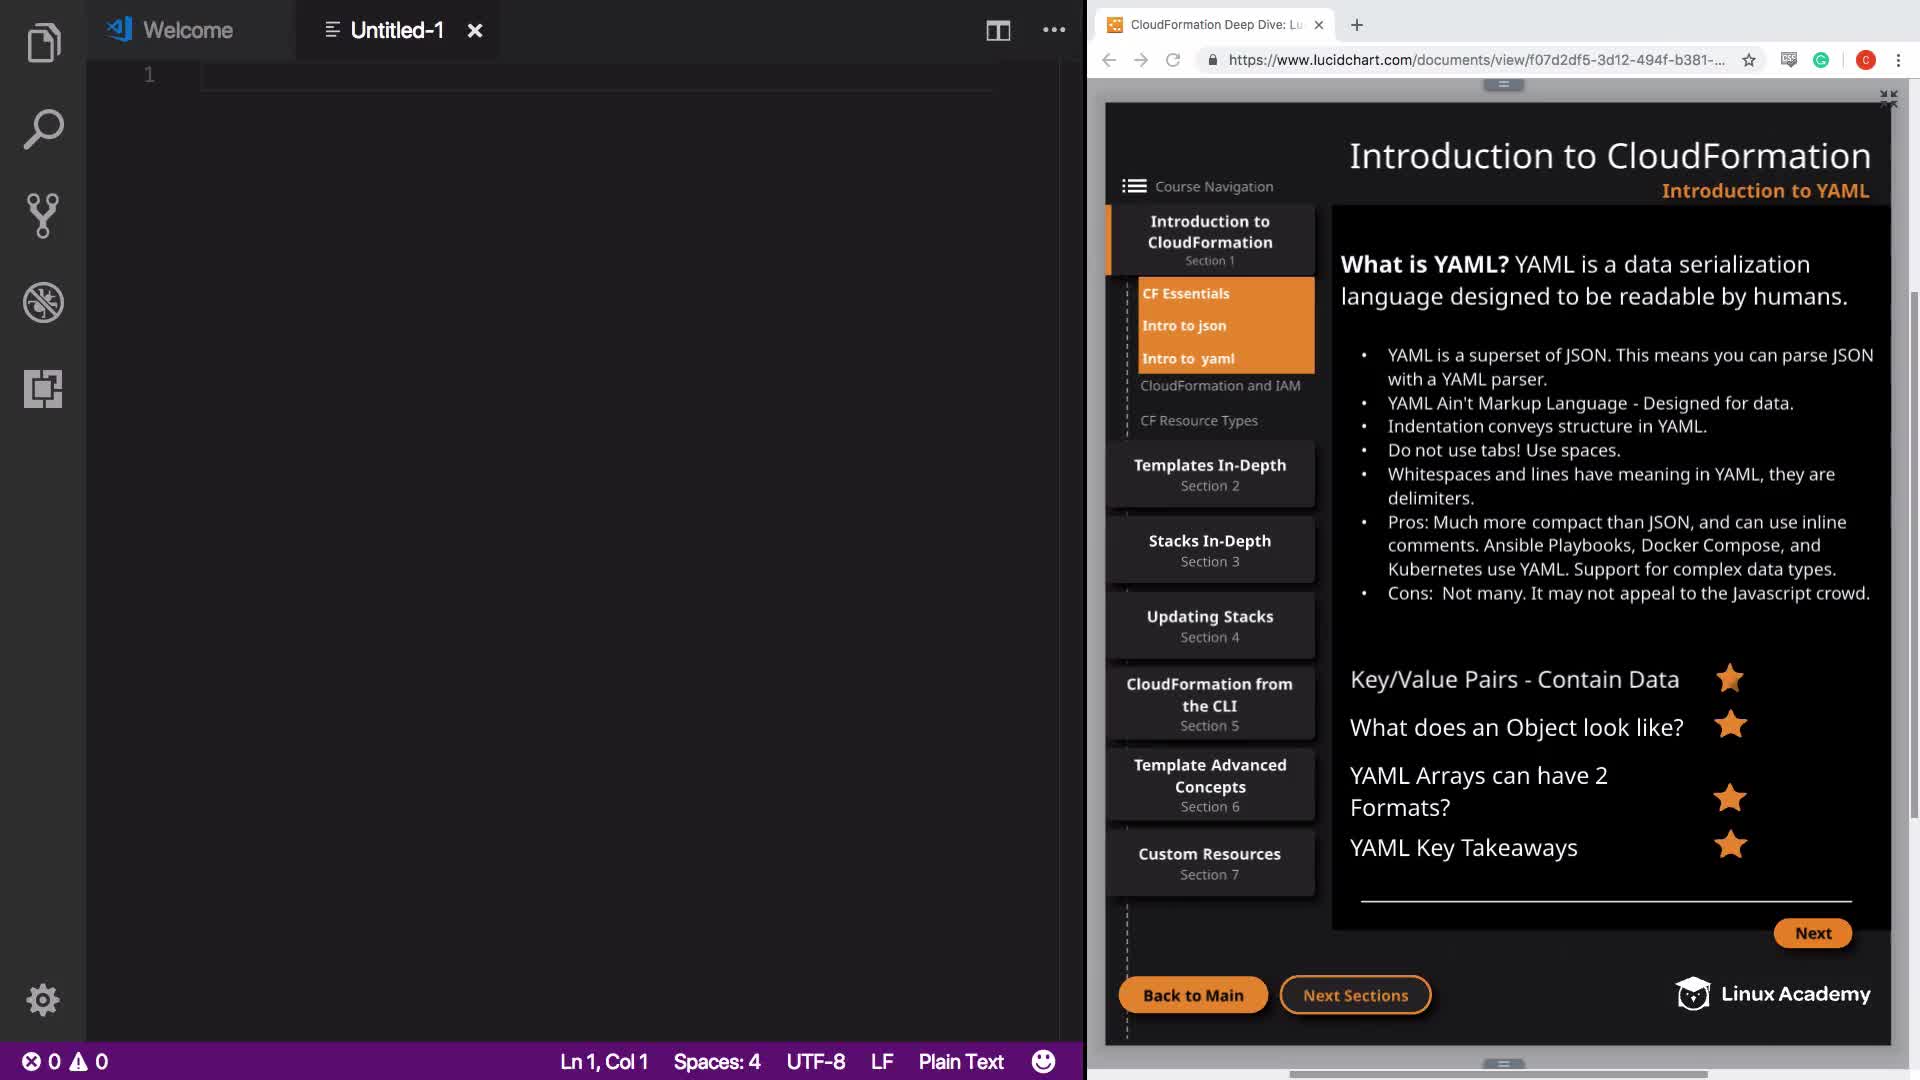 Welcome
Untitled-1
1
CloudFormation Deep Dive: Lu
https://www.lucidchart.com/documents/view/f07d2df5-3d12-494f-b381-...
C
Introduction to CloudFormation
Introduction to YAML
Course Navigation
Introduction to
CloudFormation
Section 1
CF Essentials
Intro to json
Intro to yaml
CloudFormation and IAM
CF Resource Types
Templates In-Depth
Section 2
Stacks In-Depth
Section 3
Updating Stacks
Section 4
CloudFormation from
the CLI
Section 5
Template Advanced
Concepts
Section 6
Custom Resources
Section 7
What is YAML? YAML is a data serialization
language designed to be readable by humans.
• YAML is a superset of JSON. This means you can parse JSON
with a YAML parser.
• YAML Ain't Markup Language - Designed for data.
• Indentation conveys structure in YAML.
• Do not use tabs! Use spaces.
• Whitespaces and lines have meaning in YAML, they are
delimiters.
• Pros: Much more compact than JSON, and can use inline
comments. Ansible Playbooks, Docker Compose, and
Kubernetes use YAML. Support for complex data types.
• Cons: Not many. It may not appeal to the Javascript crowd.
Key/Value Pairs - Contain Data
What does an Object look like?
YAML Arrays can have 2
Formats?
YAML Key Takeaways
Next
Back to Main
Next Sections
Linux Academy
0 0
Ln 1, Col 1
Spaces: 4
UTF-8
LF
Plain Text